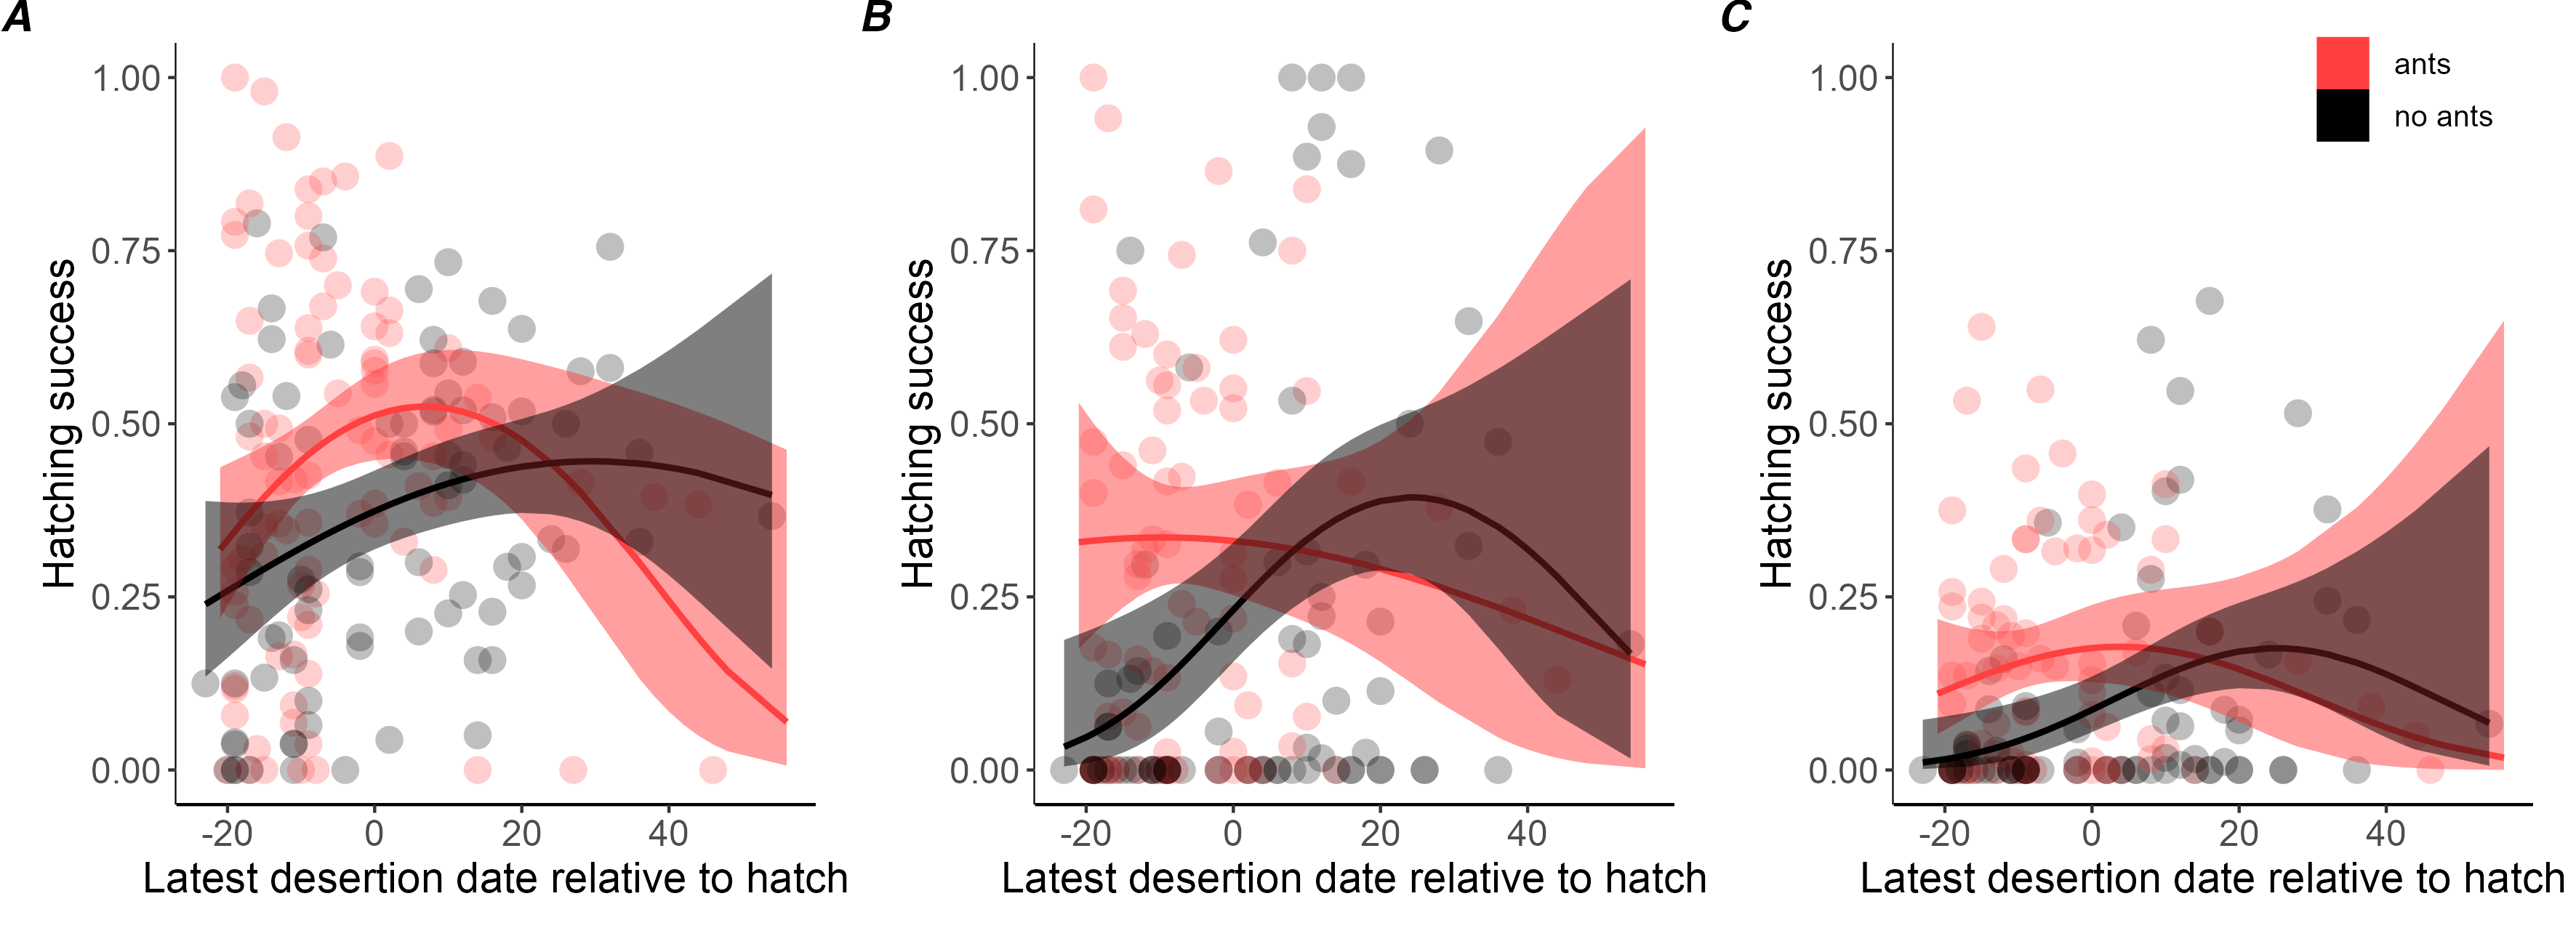 A
Hatching success
1.00
0.75
0.50
0.25
0.00
-20 0 20 40
Latest desertion date relative to hatch
B
Hatching success
1.00
0.75
0.50
0.25
0.00
-20 0 20 40
Latest desertion date relative to hatch
C
Hatching success
1.00
0.75
0.50
0.25
0.00
-20 0 20 40
Latest desertion date relative to hatch
ants
no ants